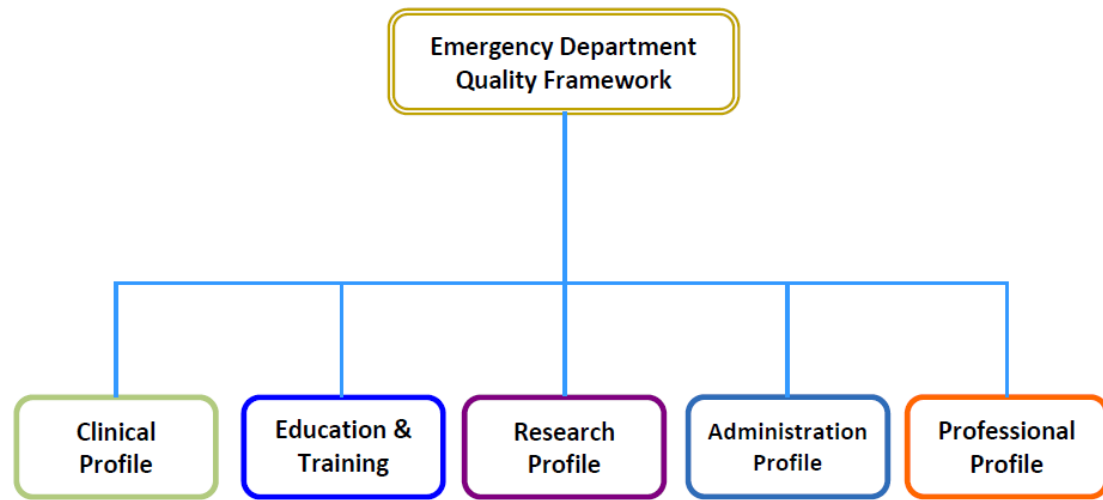 Emergency Department
Quality Framework
Clinical
Profile
Education &
Training
Research
Profile
Administration
Profile
Professional
Profile